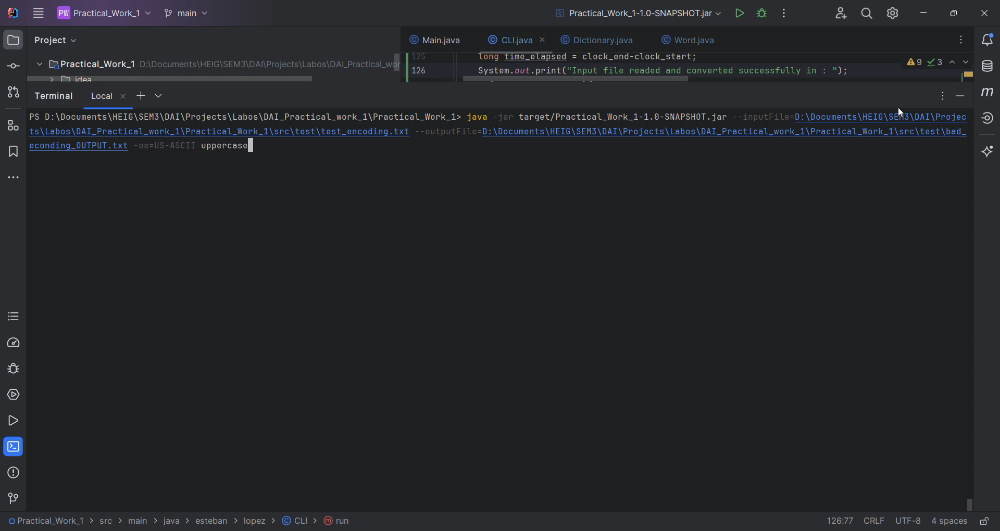 PW Practical_Work_1 main Practical_Work_1-1.0-SNAPSHOT.jar
Project
Main.java CLI.java Dictionary.java Word.java
Practical_Work_1 D:\Documents\HEIG\SEM3\DAI\Projects\Labos\DAI_Practical_wor
idea
125 long time_elapsed = clock_end-clock_start;
126 System.out.print("Input file readed and converted successfully in : ");
9 3
Terminal Local
PS D:\Documents\HEIG\SEM3\DAI\Projects\Labos\DAI_Practical_work_1\Practical_Work_1> java -jar target/Practical_Work_1-1.0-SNAPSHOT.jar --inputFile=D:\Documents\HEIG\SEM3\DAI\Projec
ts\Labos\DAI_Practical_work_1\Practical_Work_1\src\test\test_encoding.txt --outputFile=D:\Documents\HEIG\SEM3\DAI\Projects\Labos\DAI_Practical_work_1\Practical_Work_1\src\test\bad_
econding_OUTPUT.txt -oe=US-ASCII uppercase
Practical_Work_1 > src > main > java > esteban > lopez > CLI > run
126:77 CRLF UTF-8 4 spaces